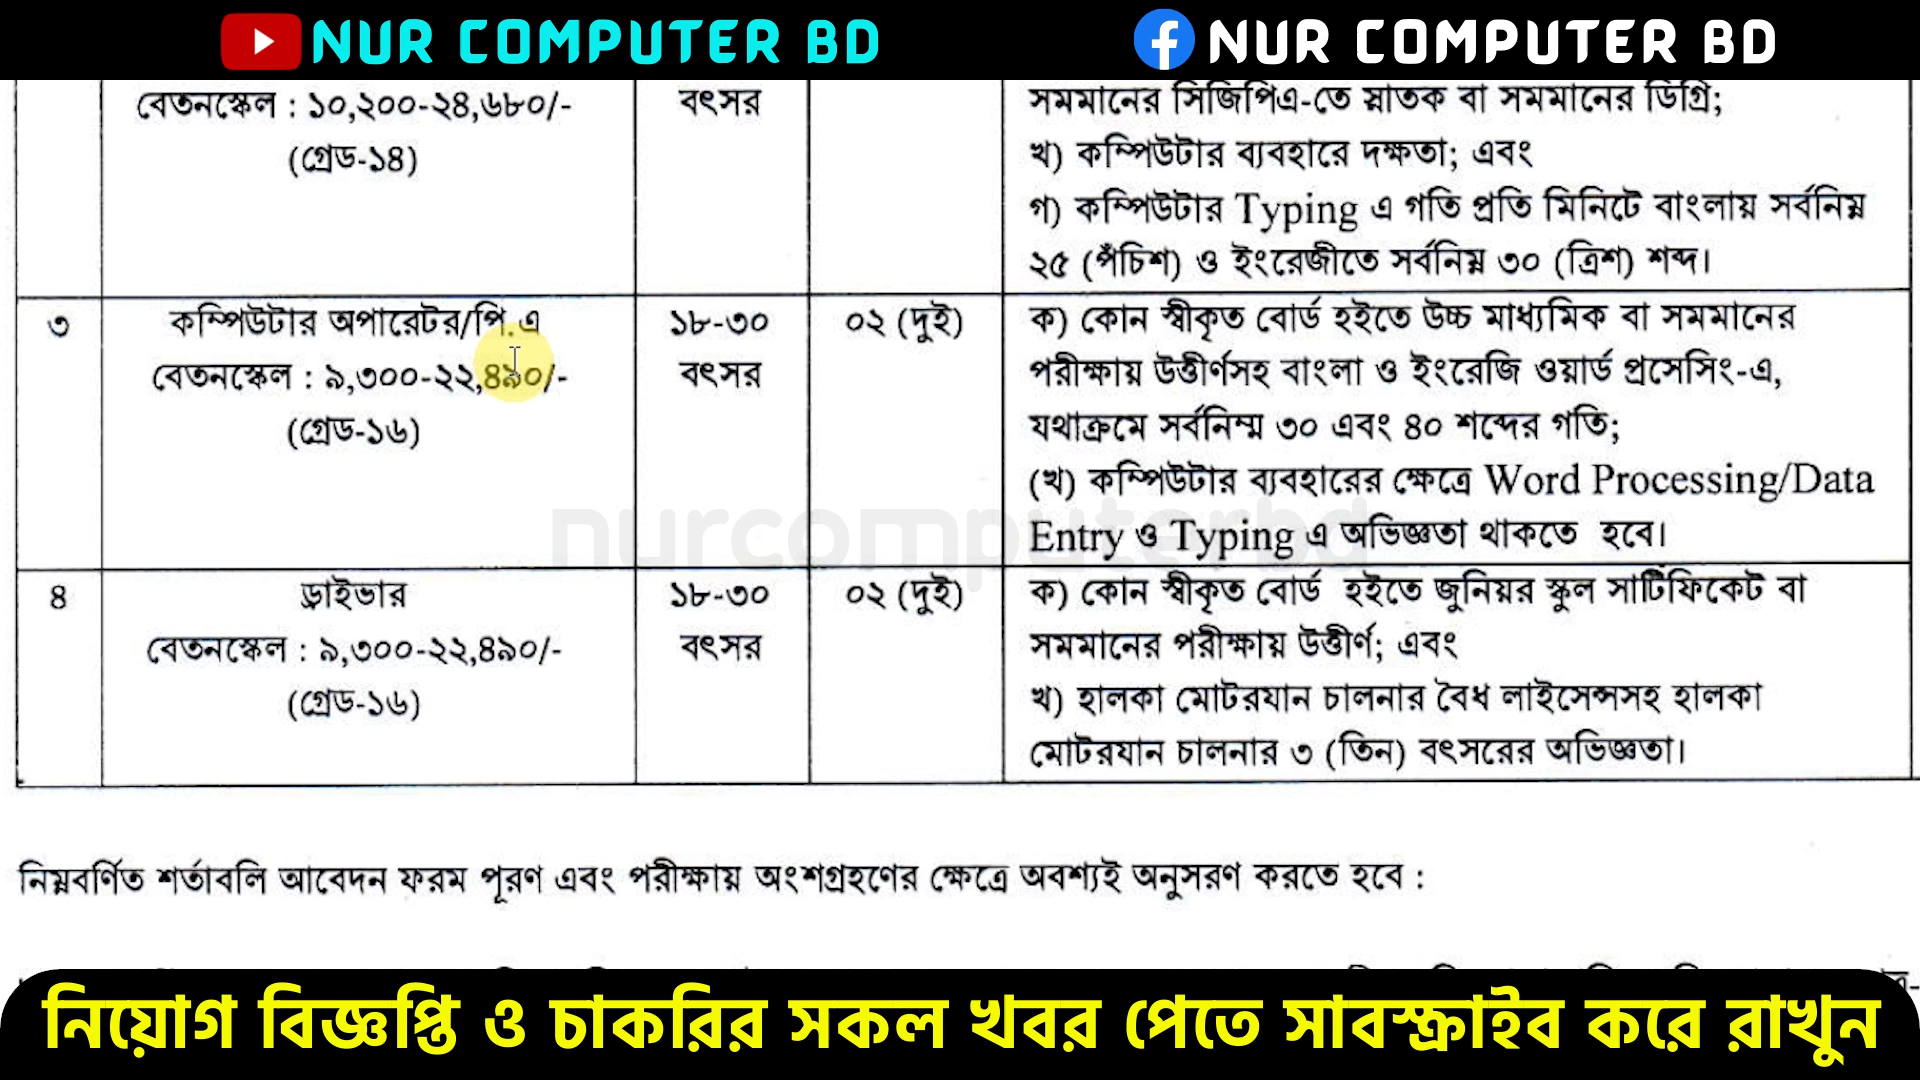 NUR COMPUTER BD
NUR COMPUTER BD
বেতনস্কেল : ১০,২০০-২৪,৬৮০/-
(গ্রেড-১৪)
বৎসর
সমমানের সিজিপিএ-তে স্নাতক বা সমমানের ডিগ্রি;
খ) কম্পিউটার ব্যবহারে দক্ষতা; এবং
গ) কম্পিউটার Typing এ গতি প্রতি মিনিটে বাংলায় সর্বনিম্ন
২৫ (পঁচিশ) ও ইংরেজীতে সর্বনিম্ন ৩০ (ত্রিশ) শব্দ।
৩
কম্পিউটার অপারেটর/পি.এ
বেতনস্কেল : ৯,৩০০-২২,৪৯০/-
(গ্রেড-১৬)
১৮-৩০
বৎসর
০২ (দুই)
ক) কোন স্বীকৃত বোর্ড হইতে উচ্চ মাধ্যমিক বা সমমানের
পরীক্ষায় উত্তীর্ণসহ বাংলা ও ইংরেজি ওয়ার্ড প্রসেসিং-এ,
যথাক্রমে সর্বনিম্ম ৩০ এবং ৪০ শব্দের গতি;
(খ) কম্পিউটার ব্যবহারের ক্ষেত্রে Word Processing/Data
Entry ও Typing এ অভিজ্ঞতা থাকতে হবে।
nurcomputerbd
৪
ড্রাইভার
বেতনস্কেল : ৯,৩০০-২২,৪৯০/-
(গ্রেড-১৬)
১৮-৩০
বৎসর
০২ (দুই)
ক) কোন স্বীকৃত বোর্ড হইতে জুনিয়র স্কুল সার্টিফিকেট বা
সমমানের পরীক্ষায় উত্তীর্ণ; এবং
খ) হালকা মোটরযান চালনার বৈধ লাইসেন্সসহ হালকা
মোটরযান চালনার ৩ (তিন) বৎসরের অভিজ্ঞতা।
নিম্নবর্ণিত শর্তাবলি আবেদন ফরম পূরণ এবং পরীক্ষায় অংশগ্রহণের ক্ষেত্রে অবশ্যই অনুসরণ করতে হবে :
নিয়োগ বিজ্ঞপ্তি ও চাকরির সকল খবর পেতে সাবস্ক্রাইব করে রাখুন